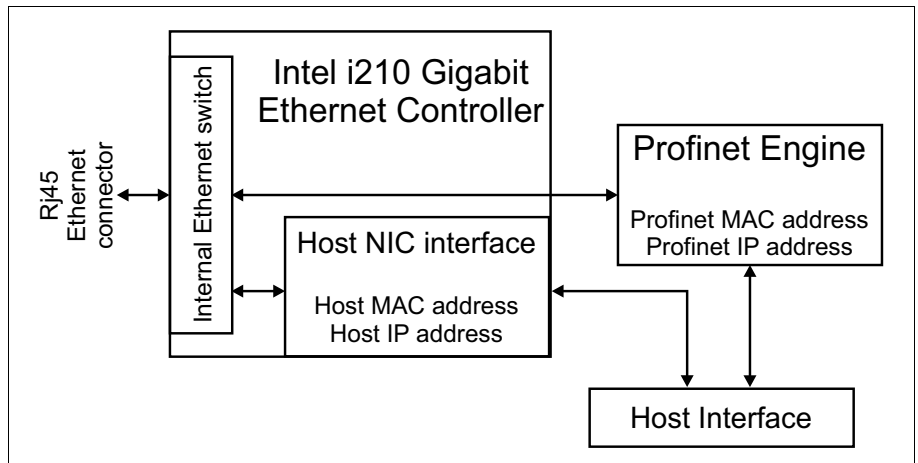 Intel i210 Gigabit
Ethernet Controller
Rj45
Ethernet
connector
Internal Ethernet switch
Host NIC interface
Host MAC address
Host IP address
Profinet Engine
Profinet MAC address
Profinet IP address
Host Interface